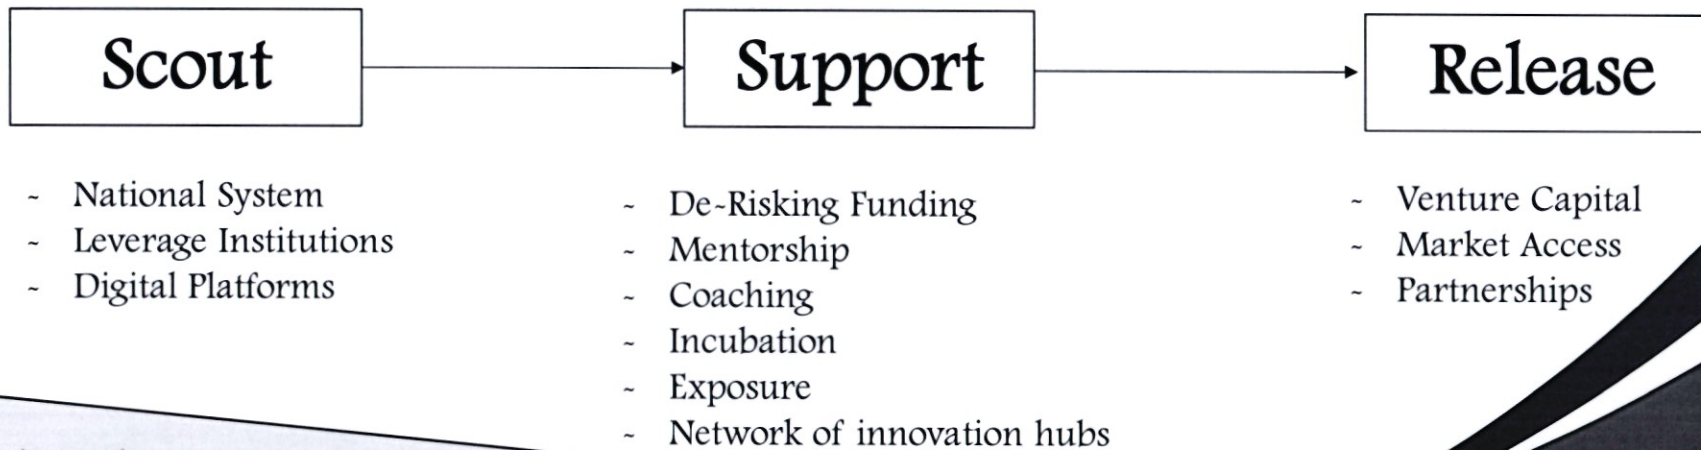 Scout
Support
Release
~ National System
~ Leverage Institutions
~ Digital Platforms
~ De-Risking Funding
~ Mentorship
~ Coaching
~ Incubation
~ Exposure
~ Network of innovation hubs
~ Venture Capital
~ Market Access
~ Partnerships